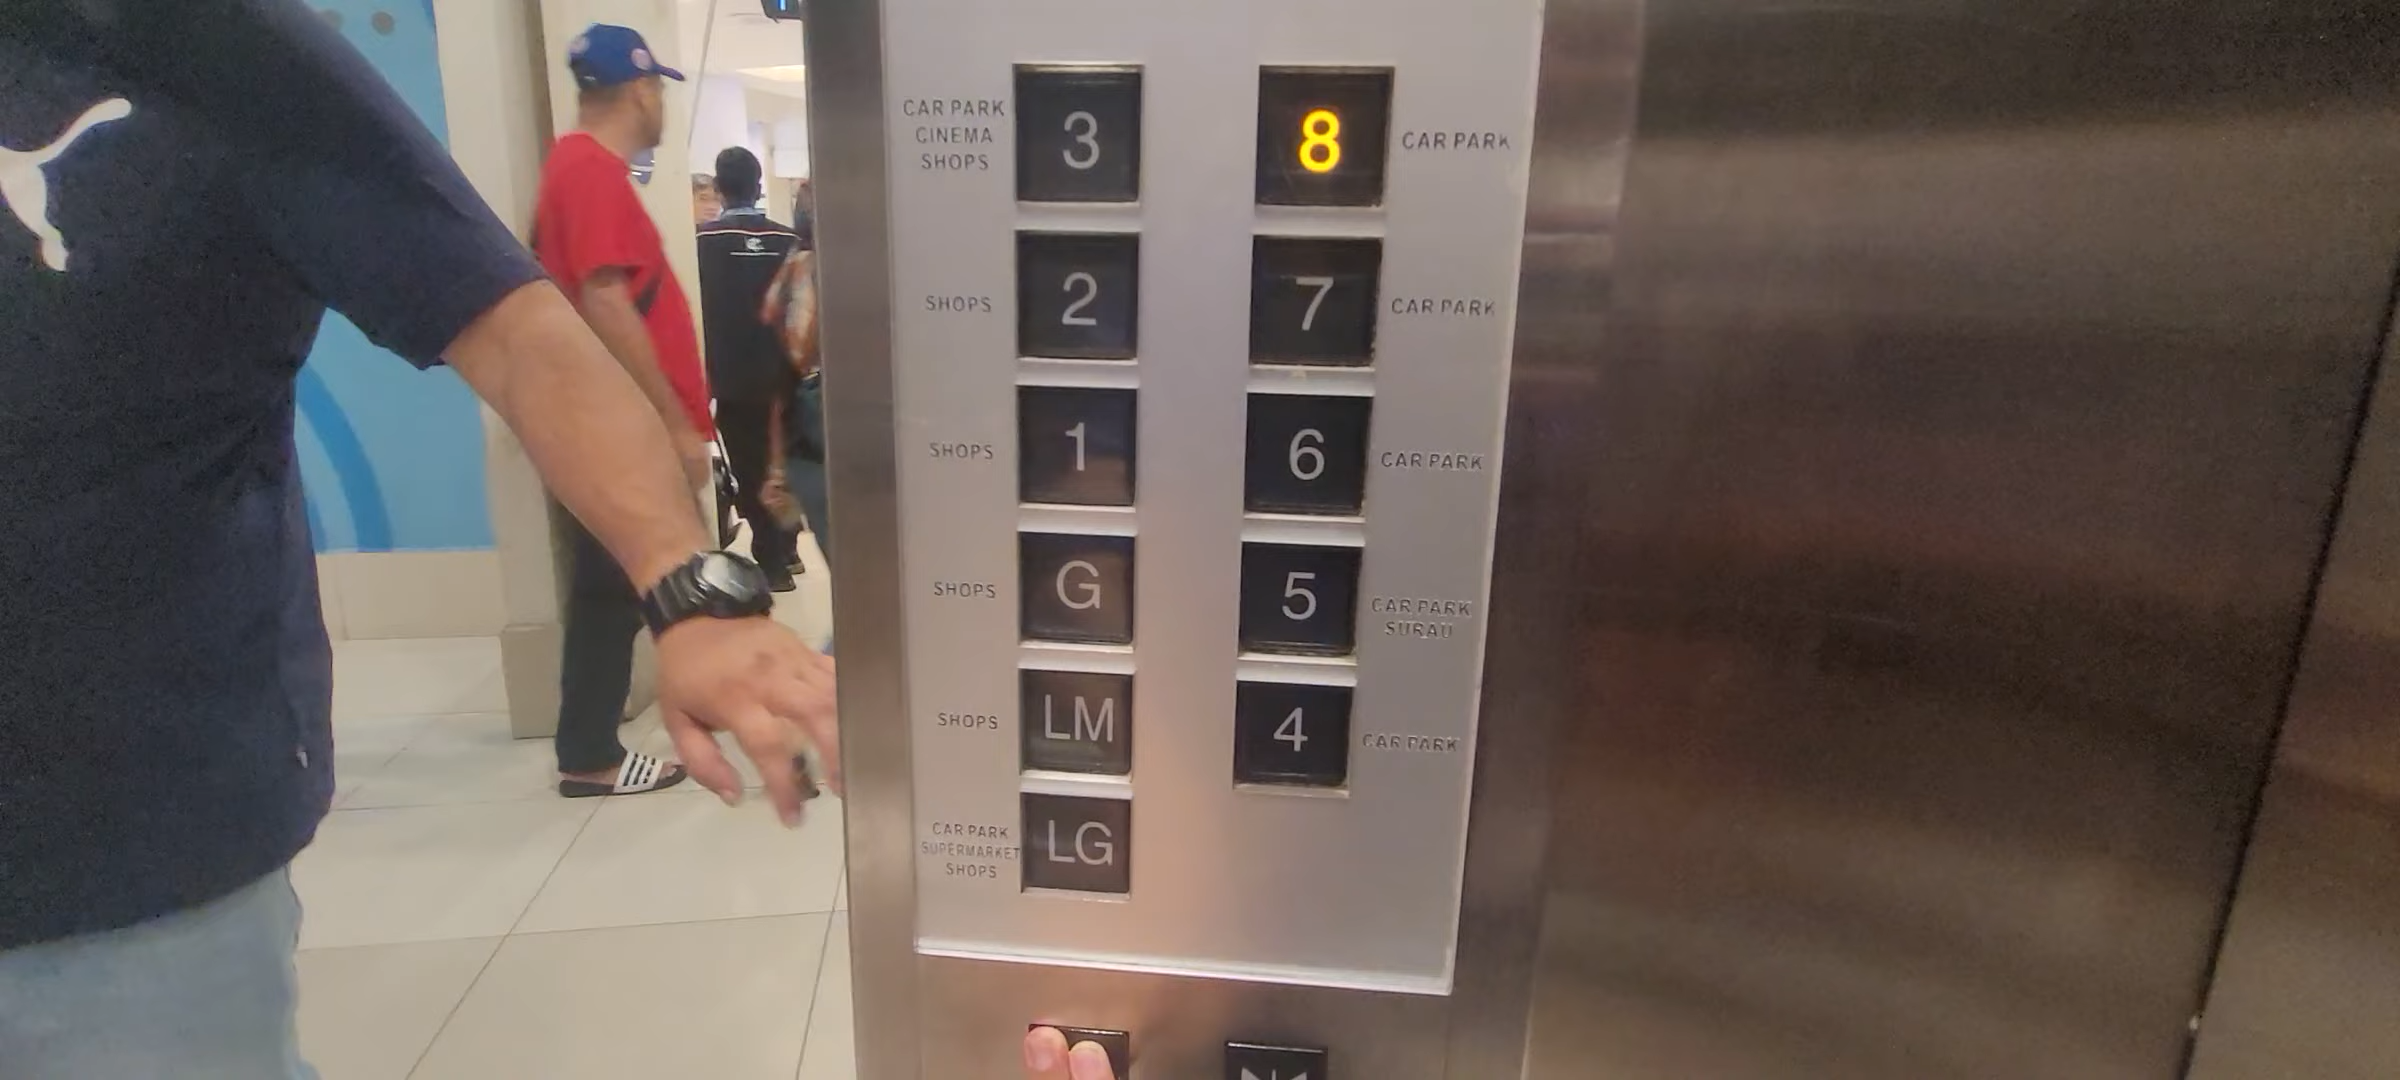 CAR PARK
CINEMA
SHOPS
3
8
CAR PARK
SHOPS
2
7
CAR PARK
SHOPS
1
6
CAR PARK
SHOPS
G
5
CAR PARK
SURAU
SHOPS
LM
4
CAR PARK
CAR PARK
SUPERMARKET
SHOPS
LG